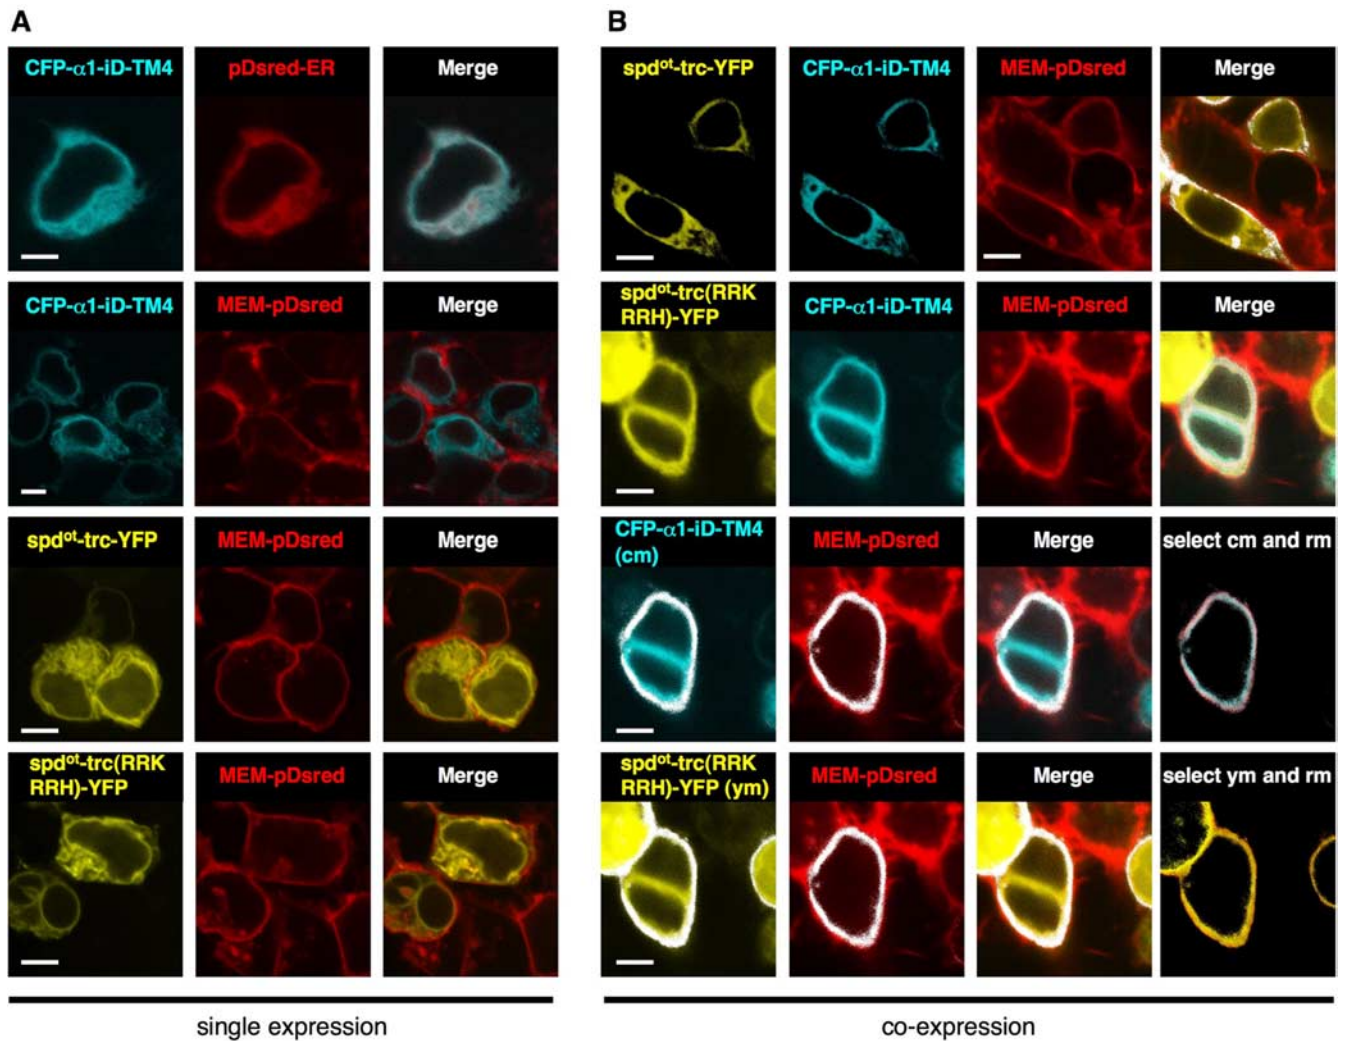 A
B
CFP-α1-iD-TM4 pDsred-ER Merge
spdᵒᵗ-trc-YFP CFP-α1-iD-TM4 MEM-pDsred Merge
CFP-α1-iD-TM4 MEM-pDsred Merge
spdᵒᵗ-trc(RRK
RRH)-YFP CFP-α1-iD-TM4 MEM-pDsred Merge
spdᵒᵗ-trc-YFP MEM-pDsred Merge
CFP-α1-iD-TM4
(cm) MEM-pDsred Merge select cm and rm
spdᵒᵗ-trc(RRK
RRH)-YFP MEM-pDsred Merge
spdᵒᵗ-trc(RRK
RRH)-YFP (ym) MEM-pDsred Merge select ym and rm
single expression
co-expression